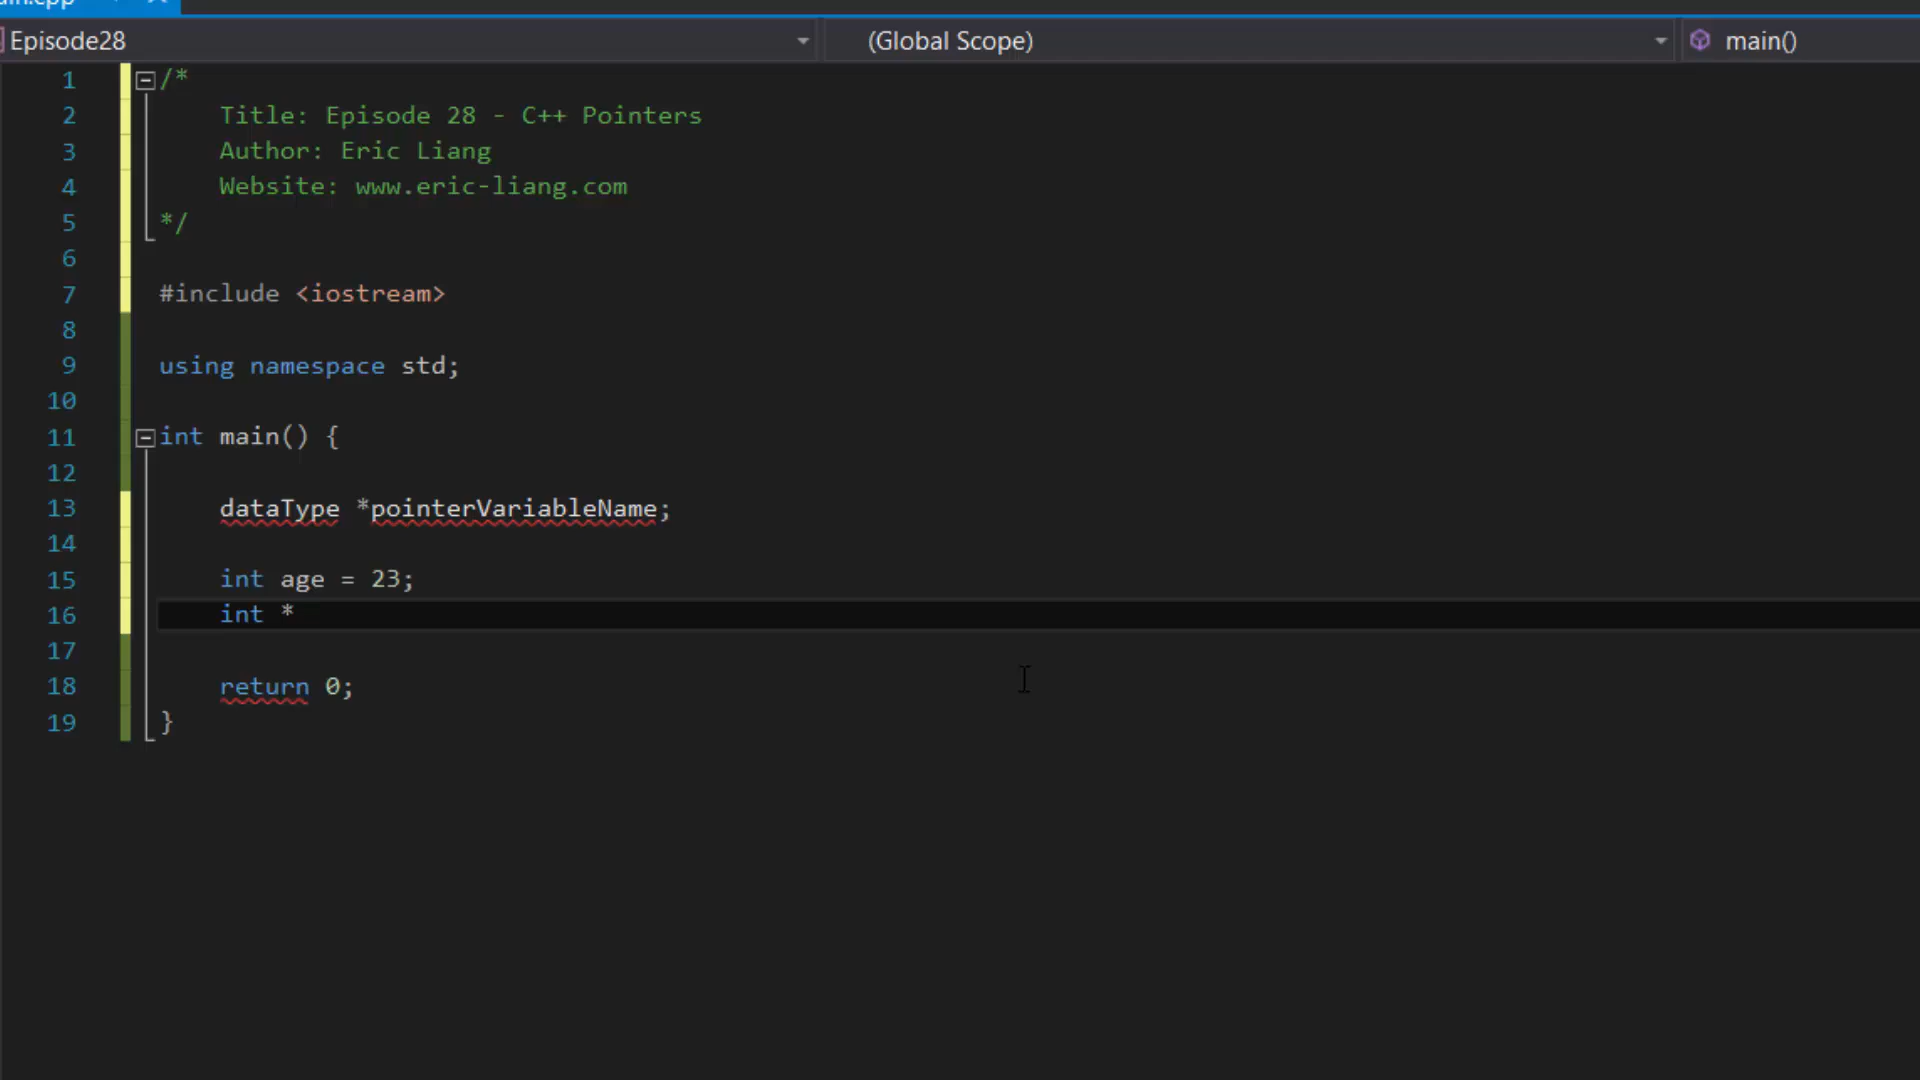 Episode28 (Global Scope) main()
1 /*
2 Title: Episode 28 - C++ Pointers
3 Author: Eric Liang
4 Website: www.eric-liang.com
5 */
6
7 #include <iostream>
8
9 using namespace std;
10
11 int main() {
12
13 dataType *pointerVariableName;
14
15 int age = 23;
16 int *
17
18 return 0;
19 }